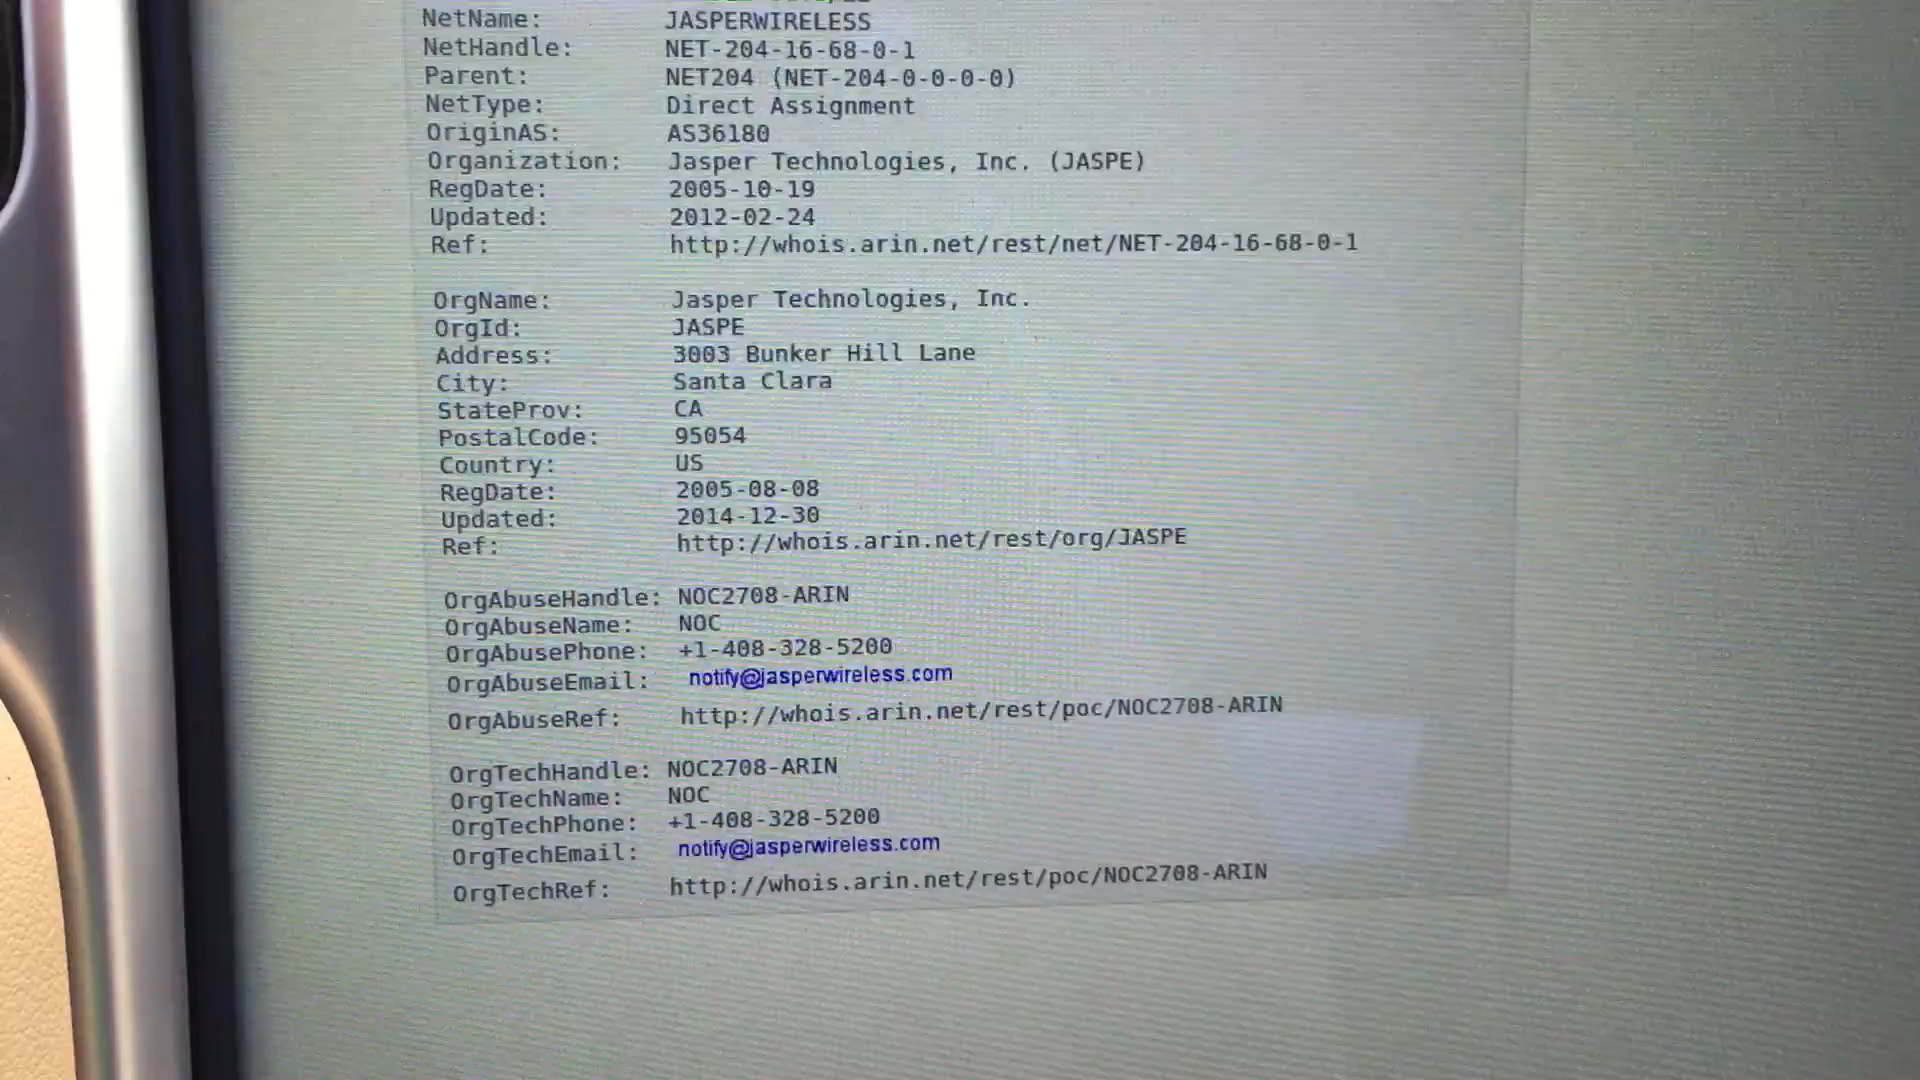 NetName: JASPERWIRELESS
NetHandle: NET-204-16-68-0-1
Parent: NET204 (NET-204-0-0-0-0)
NetType: Direct Assignment
OriginAS: AS36180
Organization: Jasper Technologies, Inc. (JASPE)
RegDate: 2005-10-19
Updated: 2012-02-24
Ref: http://whois.arin.net/rest/net/NET-204-16-68-0-1
OrgName: Jasper Technologies, Inc.
OrgId: JASPE
Address: 3003 Bunker Hill Lane
City: Santa Clara
StateProv: CA
PostalCode: 95054
Country: US
RegDate: 2005-08-08
Updated: 2014-12-30
Ref: http://whois.arin.net/rest/org/JASPE
OrgAbuseHandle: NOC2708-ARIN
OrgAbuseName: NOC
OrgAbusePhone: +1-408-328-5200
OrgAbuseEmail: notify@jasperwireless.com
OrgAbuseRef: http://whois.arin.net/rest/poc/NOC2708-ARIN
OrgTechHandle: NOC2708-ARIN
OrgTechName: NOC
OrgTechPhone: +1-408-328-5200
OrgTechEmail: notify@jasperwireless.com
OrgTechRef: http://whois.arin.net/rest/poc/NOC2708-ARIN